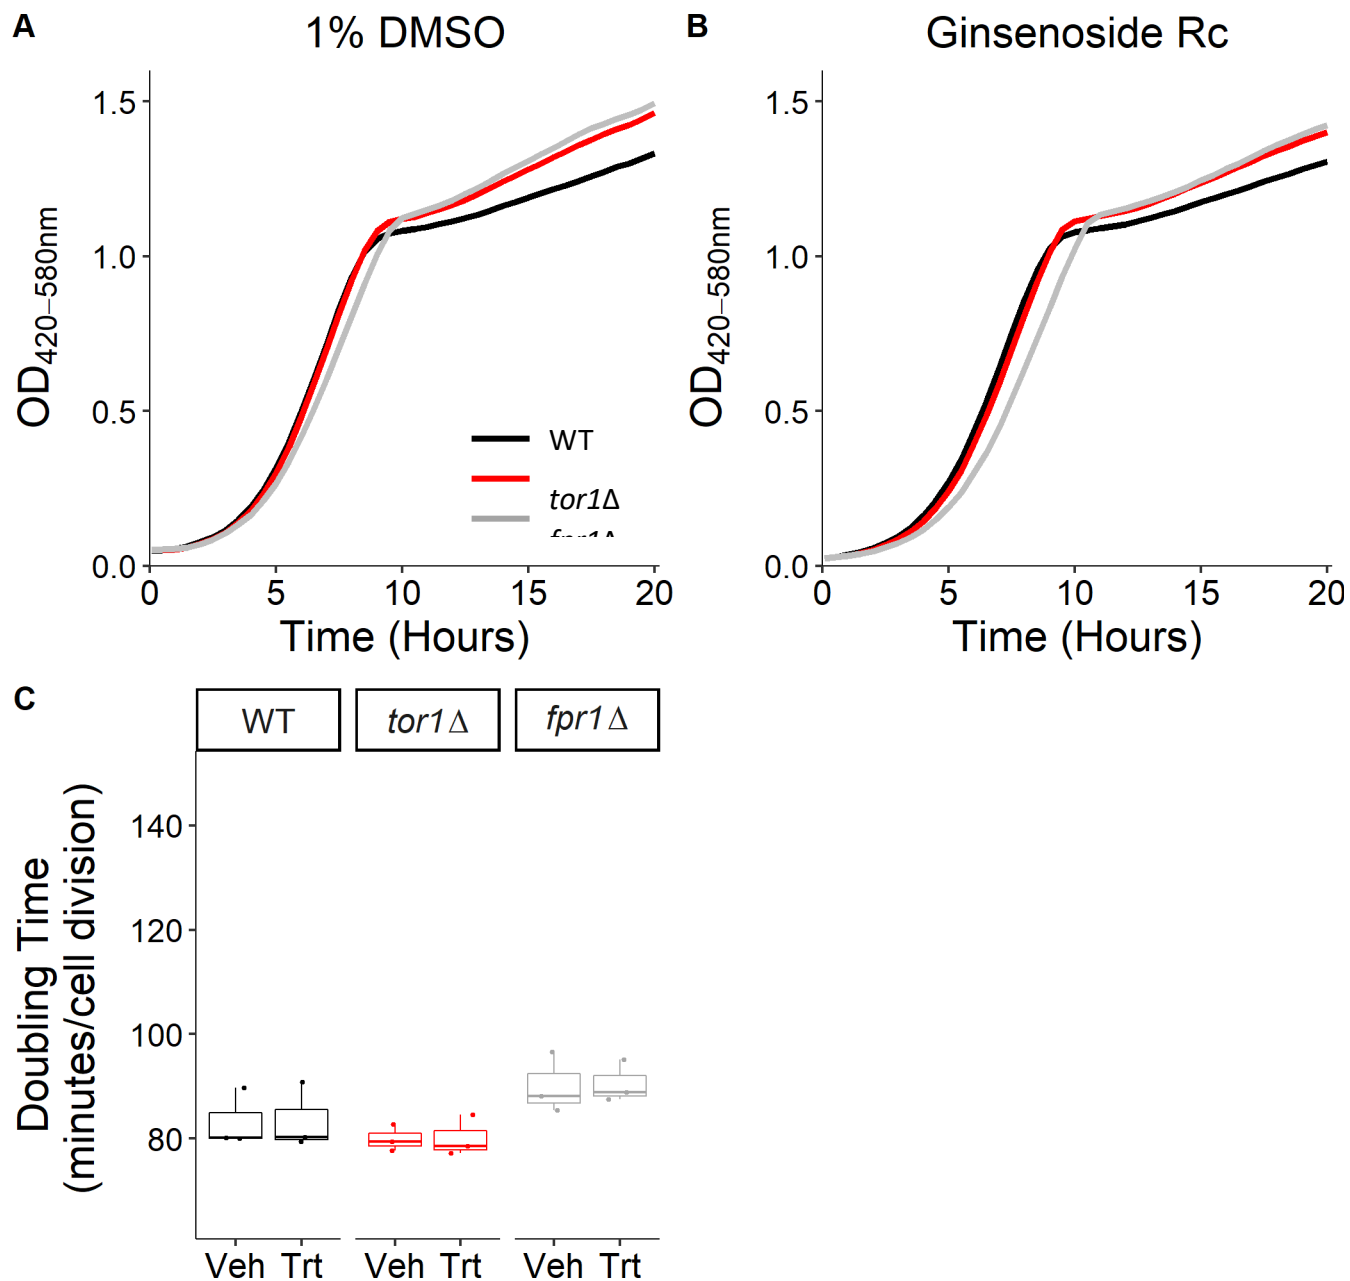 A
1% DMSO
B
Ginsenoside Rc
OD420−580nm
1.5
1.0
0.5
0.0
0
5
10
15
20
Time (Hours)
WT
tor1Δ
OD420−580nm
1.5
1.0
0.5
0.0
0
5
10
15
20
Time (Hours)
C
WT
tor1Δ
fpr1Δ
Doubling Time
(minutes/cell division)
140
120
100
80
Veh
Trt
Veh
Trt
Veh
Trt